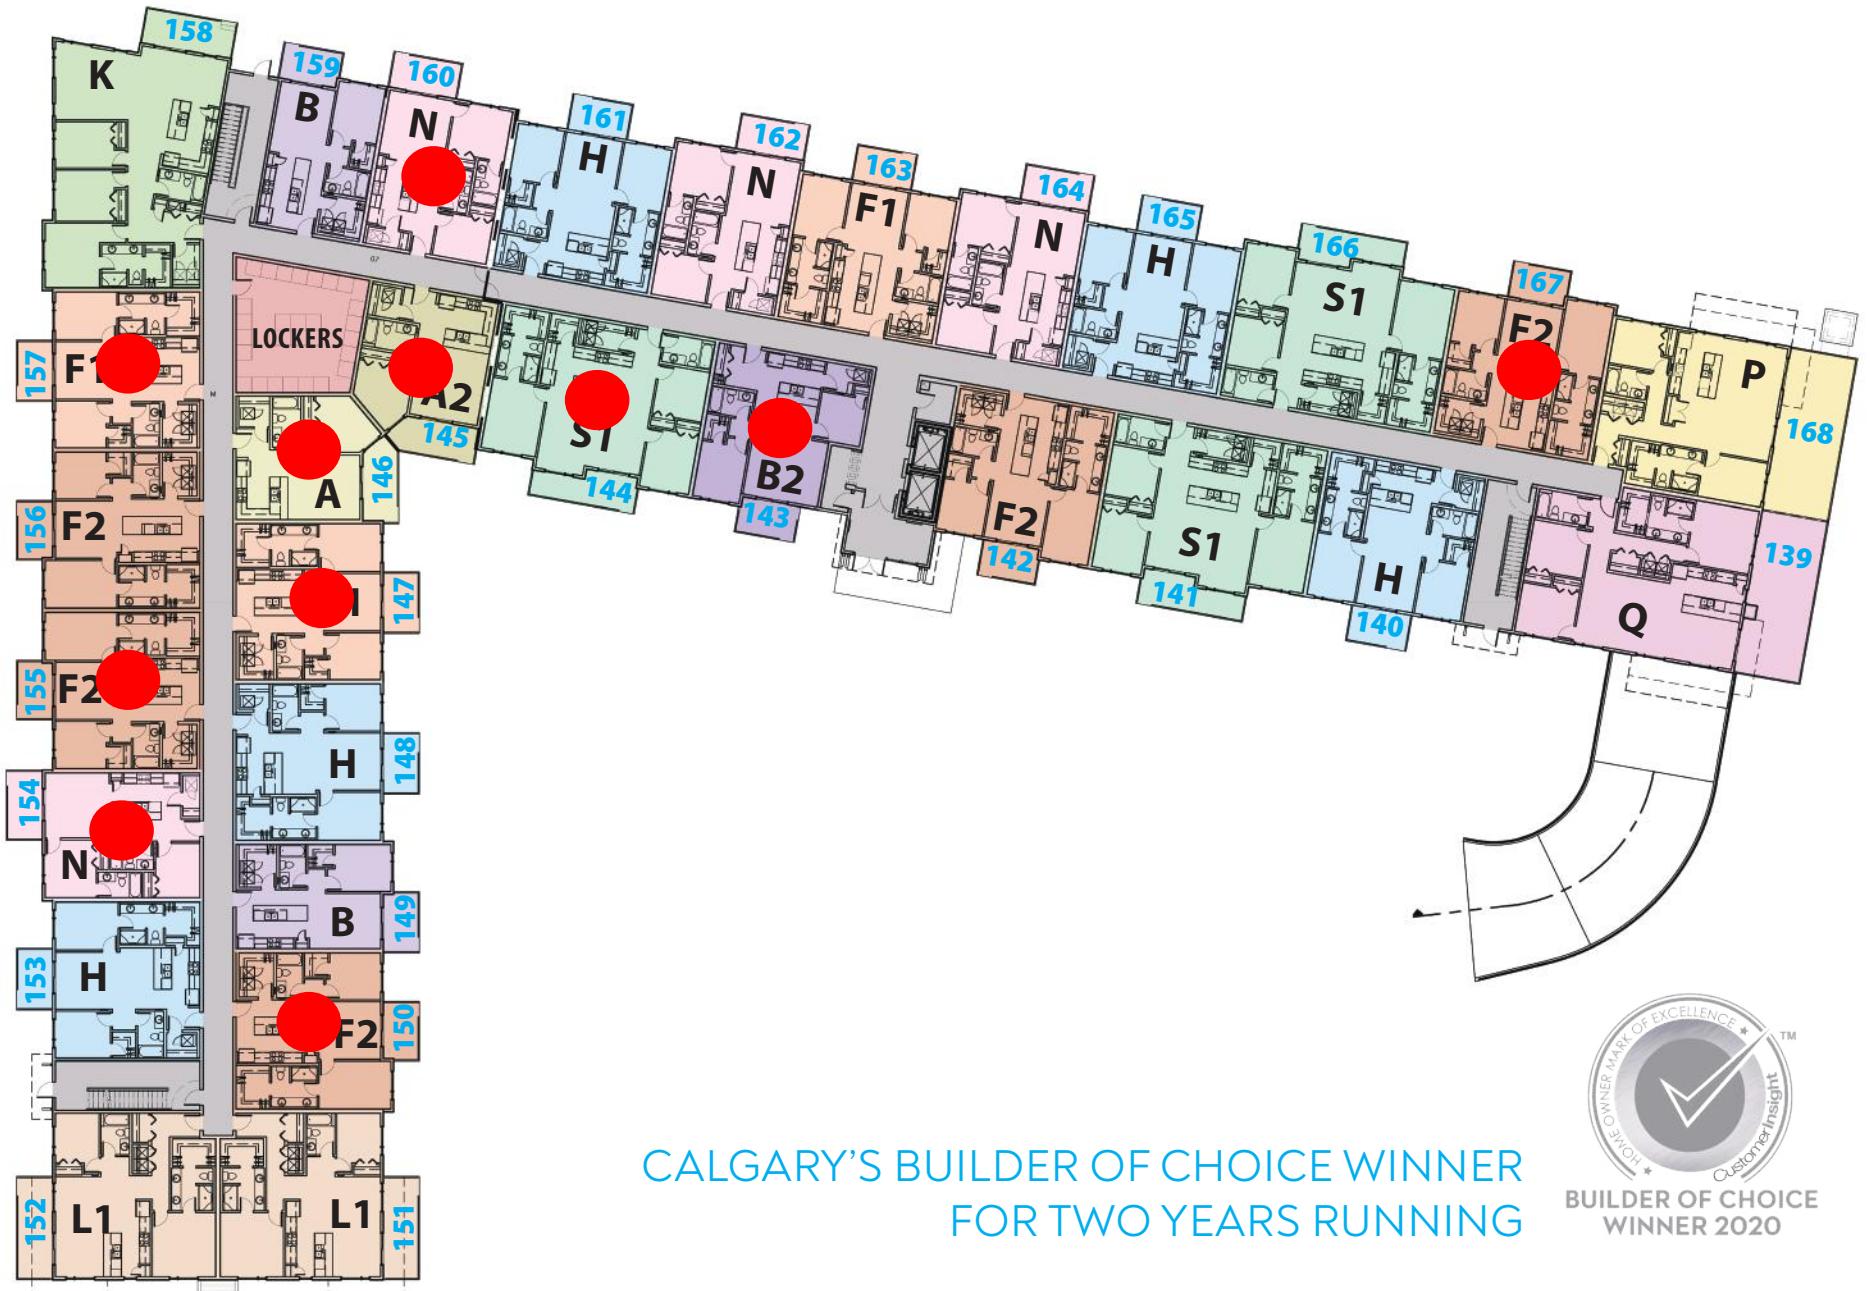 158
K
159
B
160
N
161
H
162
N
163
F1
164
N
165
H
166
S1
167
F2
P
168
LOCKERS
157
F1
A2
145
S1
144
B2
143
F2
142
S1
141
H
140
Q
139
A
146
156
F2
147
155
F2
H
148
154
N
B
149
153
H
F2
150
152
L1
L1
151
CALGARY'S BUILDER OF CHOICE WINNER
FOR TWO YEARS RUNNING
HOME OWNER MARK OF EXCELLENCE
CustomerInsight
TM
BUILDER OF CHOICE
WINNER 2020